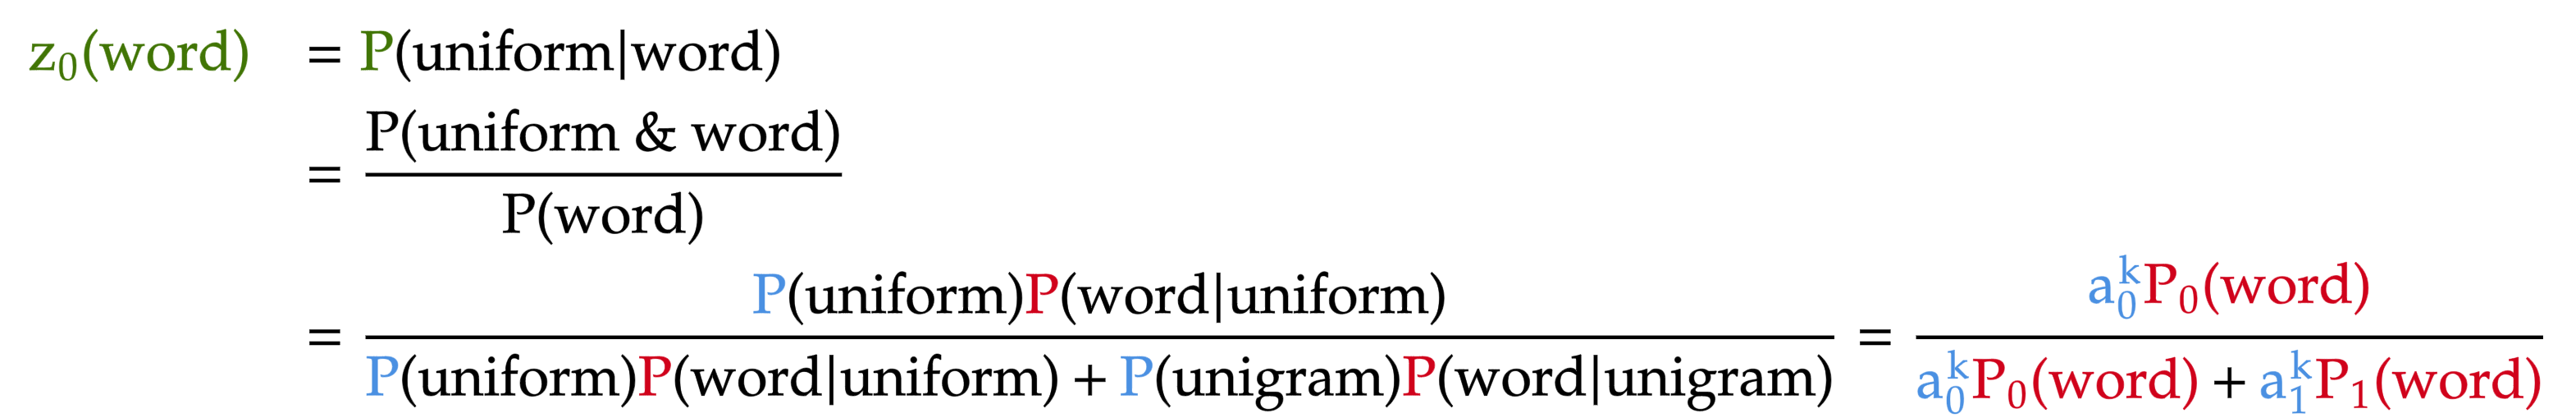 z₀(word) = P(uniform|word)
= P(uniform & word) / P(word)
= P(uniform)P(word|uniform) / P(uniform)P(word|uniform) + P(unigram)P(word|unigram) = a₀ᵏP₀(word) / a₀ᵏP₀(word) + a₁ᵏP₁(word)